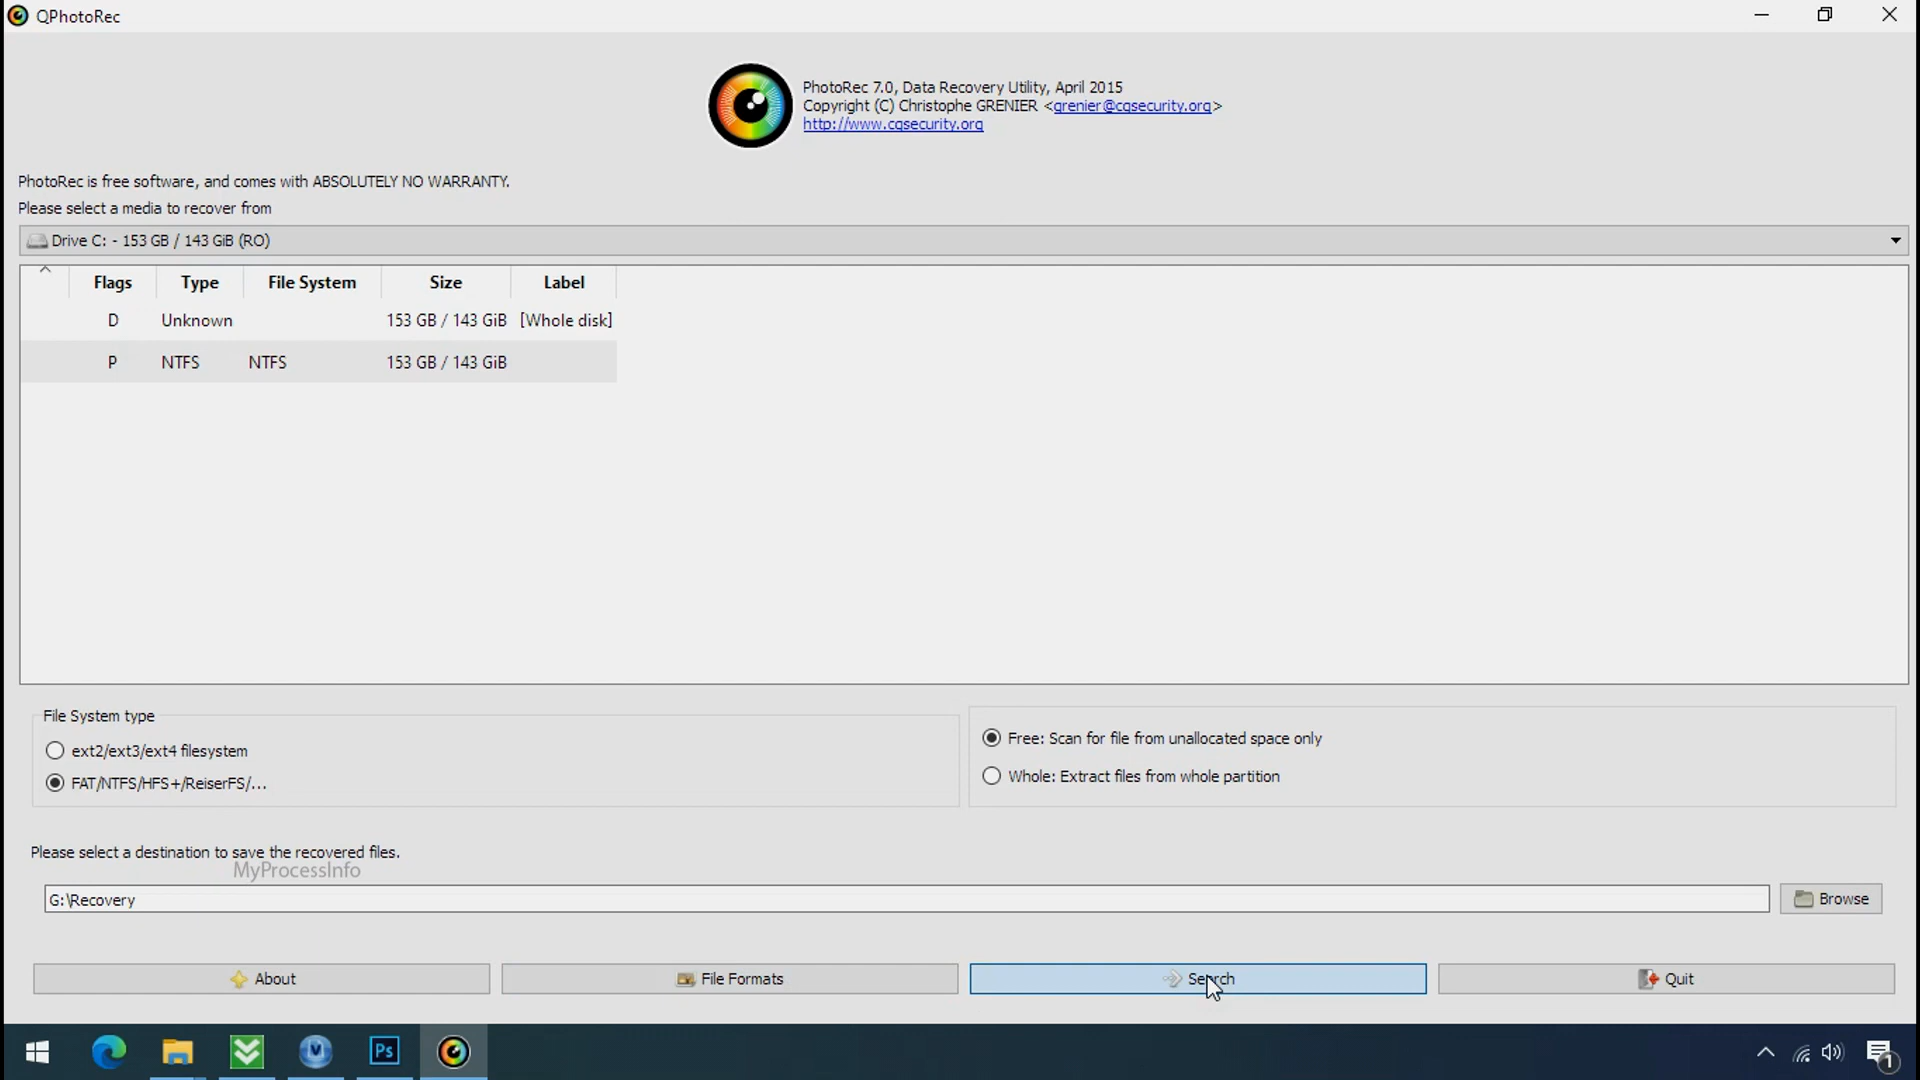 QPhotoRec
PhotoRec 7.0, Data Recovery Utility, April 2015
Copyright (C) Christophe GRENIER <grenier@cgsecurity.org>
http://www.cgsecurity.org
PhotoRec is free software, and comes with ABSOLUTELY NO WARRANTY.
Please select a media to recover from
Drive C: - 153 GB / 143 GiB (RO)
Flags Type File System Size Label
D Unknown 153 GB / 143 GiB [Whole disk]
P NTFS NTFS 153 GB / 143 GiB
File System type
ext2/ext3/ext4 filesystem
FAT/NTFS/HFS+/ReiserFS/...
Free: Scan for file from unallocated space only
Whole: Extract files from whole partition
Please select a destination to save the recovered files.
MyProcessInfo
G:\Recovery
Browse
About File Formats Search Quit
Ps
1